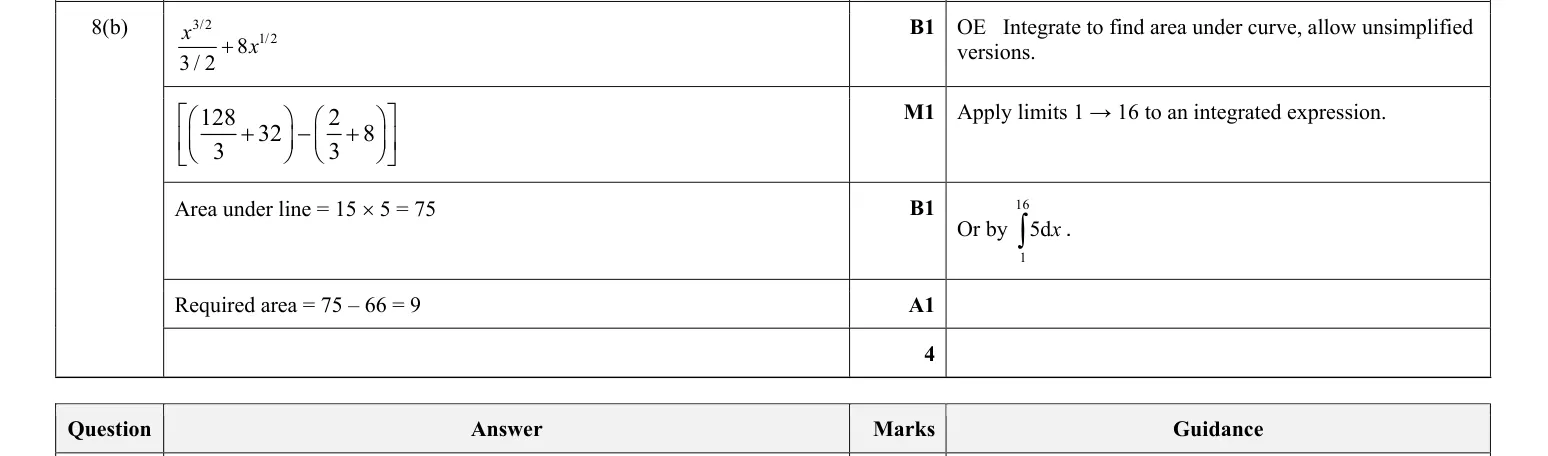 8(b) x^{3/2}/(3 / 2) + 8x^{1/2} B1 OE Integrate to find area under curve, allow unsimplified
versions.
[(128/3 + 32) − (2/3 + 8)] M1 Apply limits 1 → 16 to an integrated expression.
Area under line = 15 × 5 = 75 B1 Or by ∫_{1}^{16} 5dx .
Required area = 75 – 66 = 9 A1
4
Question Answer Marks Guidance